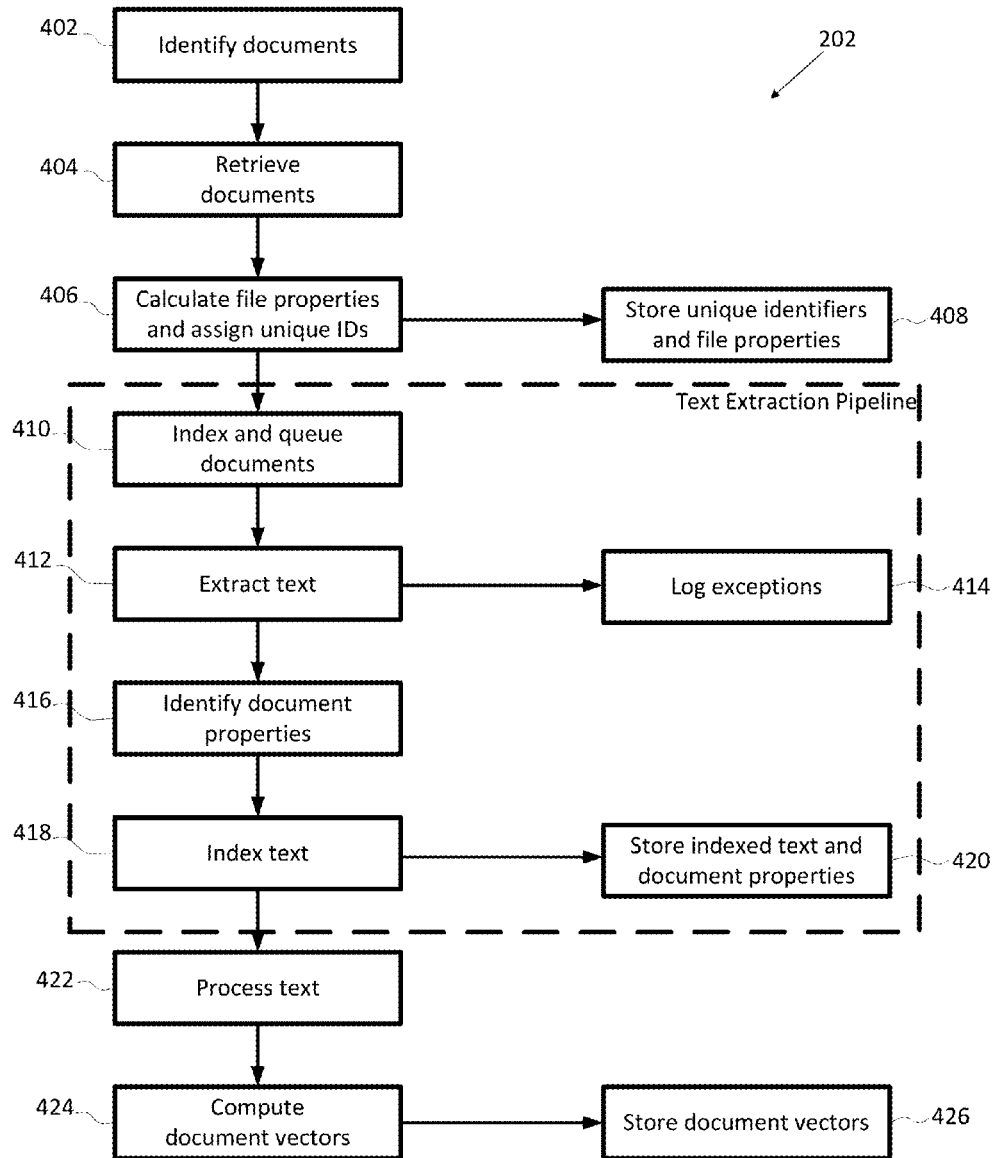 402
Identify documents
202
404
Retrieve
documents
406
Calculate file properties
and assign unique IDs
Store unique identifiers
and file properties
408
Text Extraction Pipeline
410
Index and queue
documents
412
Extract text
Log exceptions
414
416
Identify document
properties
418
Index text
Store indexed text and
document properties
420
422
Process text
424
Compute
document vectors
Store document vectors
426